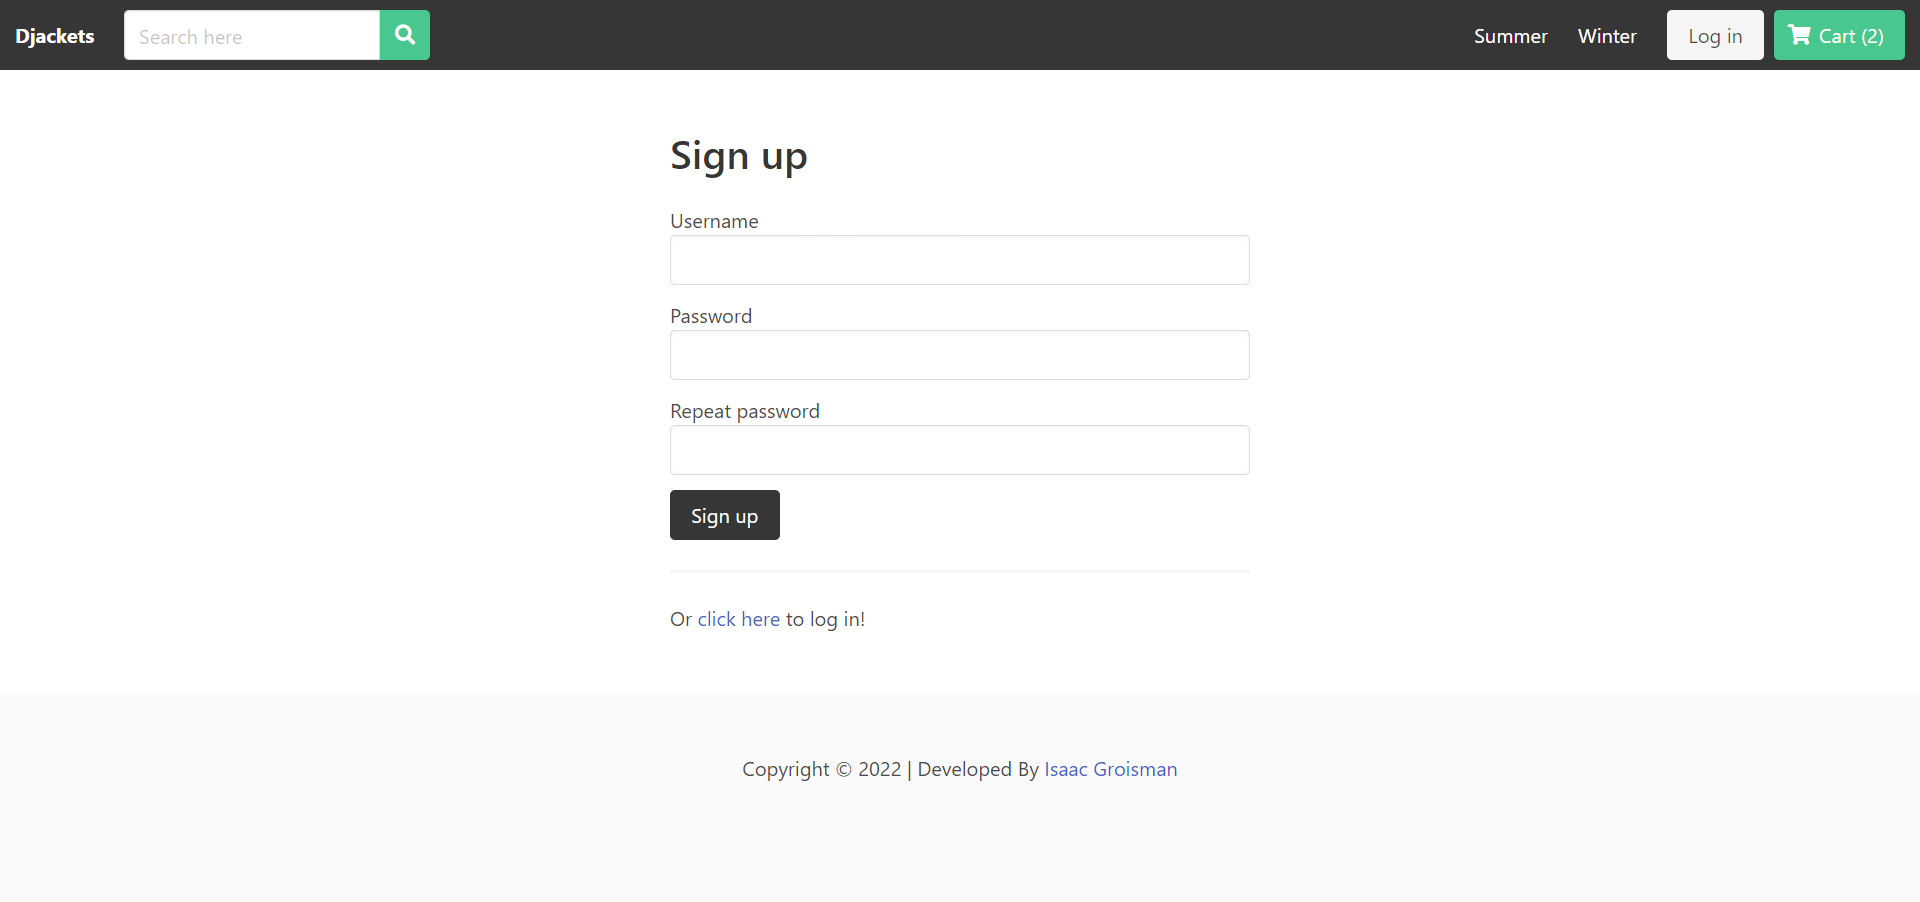 Djackets
Search here
Summer
Winter
Log in
Cart (2)
Sign up
Username
Password
Repeat password
Sign up
Or click here to log in!
Copyright © 2022 | Developed By Isaac Groisman